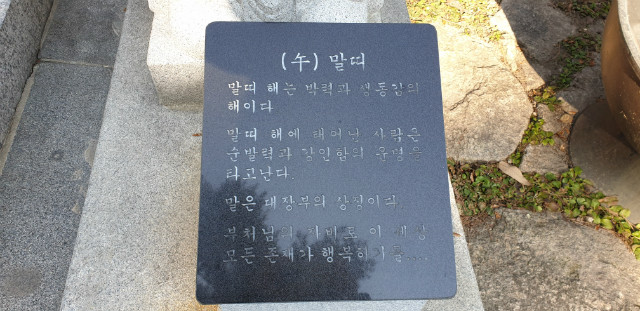 (午) 말띠
말띠 해는 박력과 생동감의
해이다
말띠 해에 태어난 사람은
순발력과 강인함의 운명을
타고난다.
말은 대장부의 상징이다
부처님의 자비로 이 세상
모든 존재가 행복하기를...